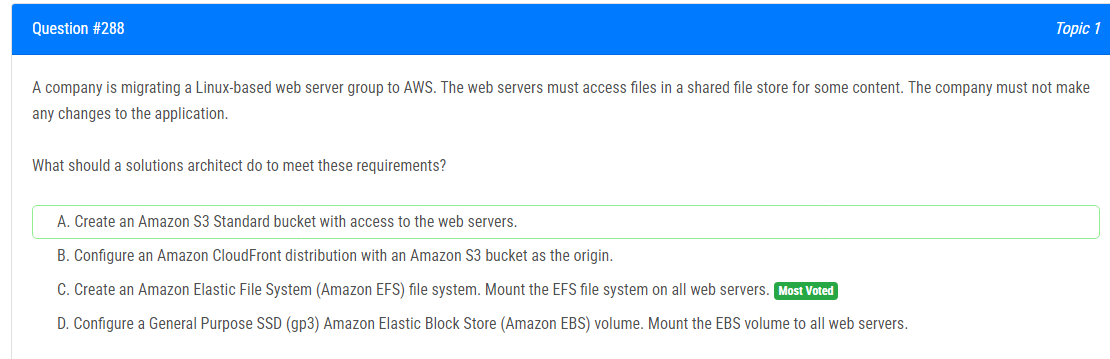 Question #288
Topic 1
A company is migrating a Linux-based web server group to AWS. The web servers must access files in a shared file store for some content. The company must not make
any changes to the application.
What should a solutions architect do to meet these requirements?
A. Create an Amazon S3 Standard bucket with access to the web servers.
B. Configure an Amazon CloudFront distribution with an Amazon S3 bucket as the origin.
C. Create an Amazon Elastic File System (Amazon EFS) file system. Mount the EFS file system on all web servers. Most Voted
D. Configure a General Purpose SSD (gp3) Amazon Elastic Block Store (Amazon EBS) volume. Mount the EBS volume to all web servers.